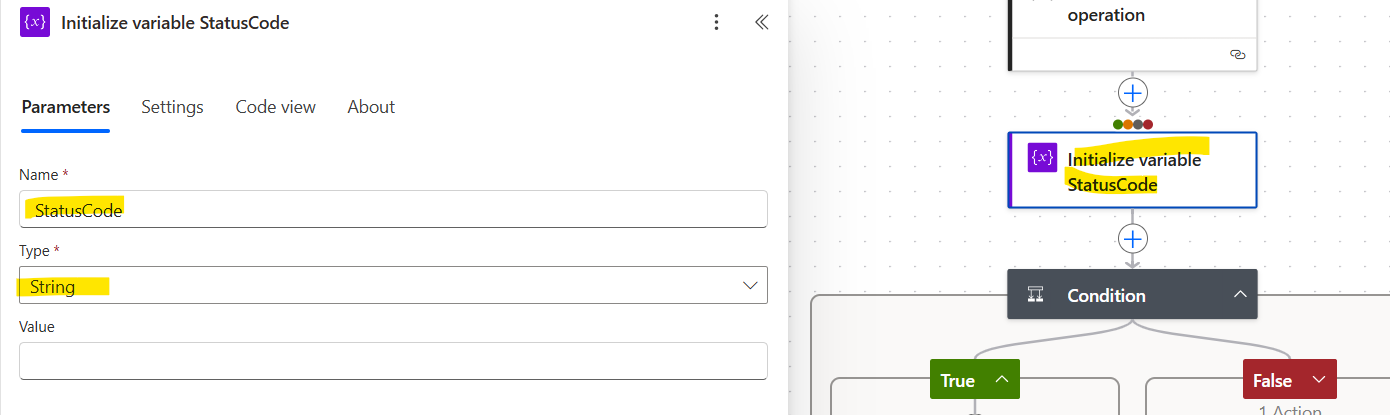 {x} Initialize variable StatusCode
Parameters Settings Code view About
Name *
StatusCode
Type *
String
Value
operation
{x} Initialize variable
StatusCode
Condition
True
False
1 Action